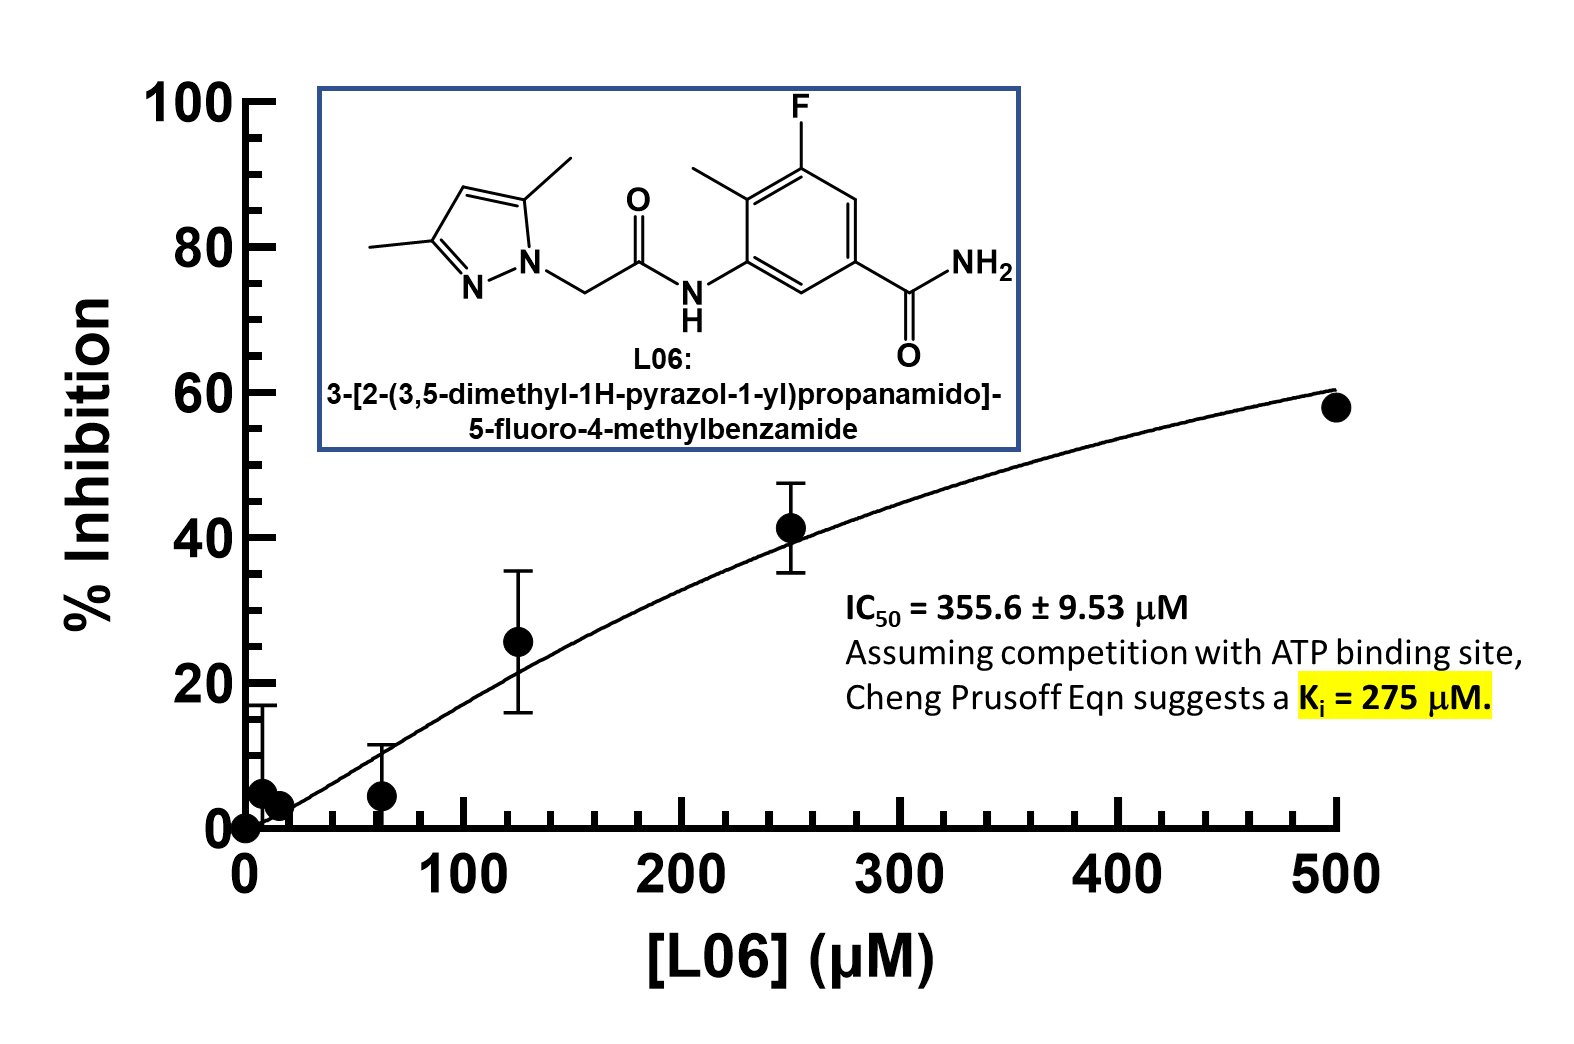 100
80
60
40
20
0
% Inhibition
F
O
N
N
N
H
NH₂
O
L06:
3-[2-(3,5-dimethyl-1H-pyrazol-1-yl)propanamido]-
5-fluoro-4-methylbenzamide
IC₅₀ = 355.6 ± 9.53 μM
Assuming competition with ATP binding site,
Cheng Prusoff Eqn suggests a Kᵢ = 275 μM.
0 100 200 300 400 500
[L06] (µM)